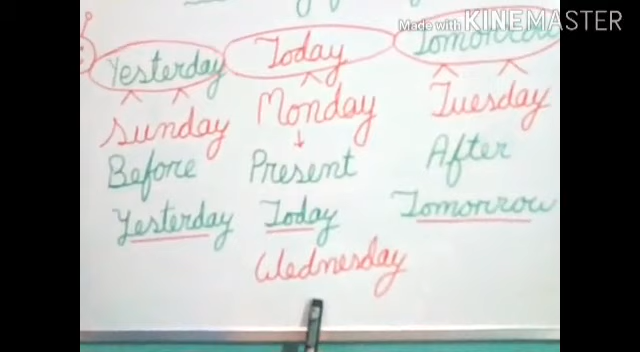 Made with KINEMASTER
Yesterday Today Tomorrow
Sunday Monday Tuesday
Before Present After
Yesterday Today Tomorrow
Wednesday